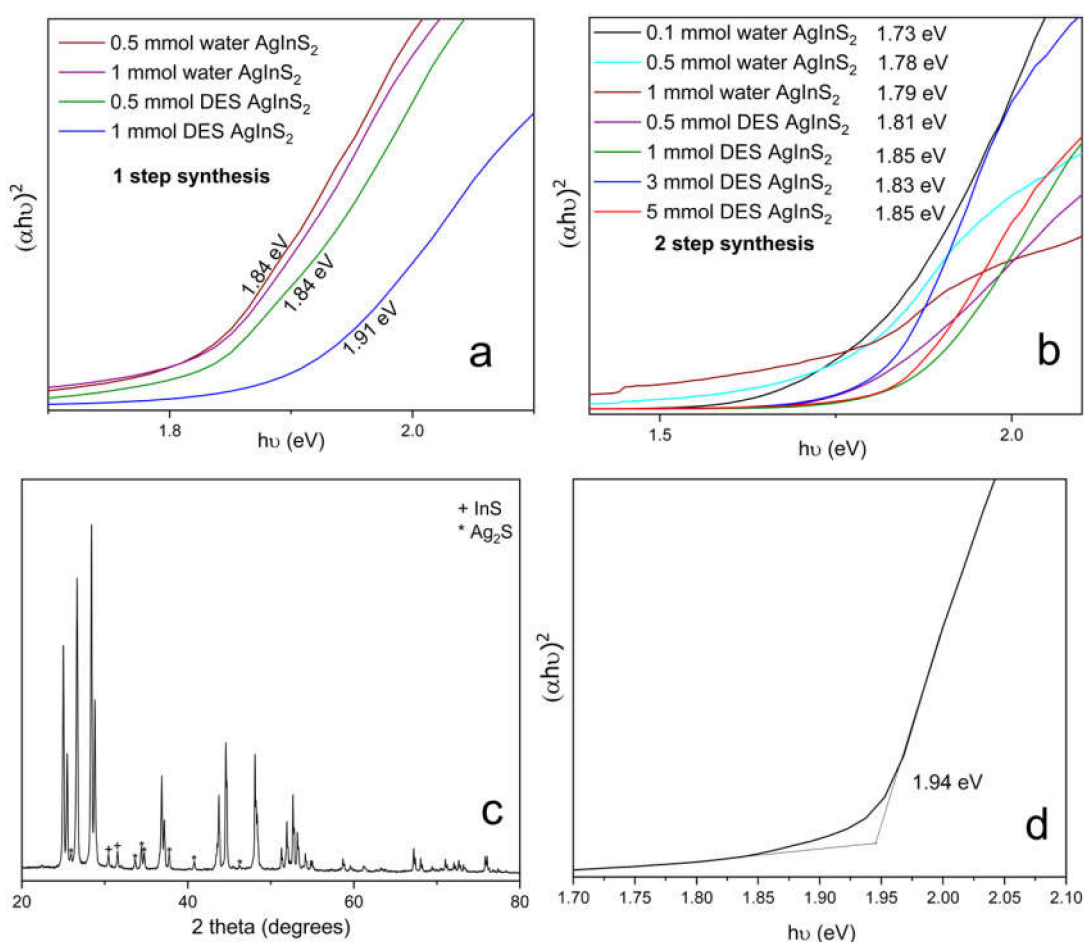 0.5 mmol water AgInS₂
1 mmol water AgInS₂
0.5 mmol DES AgInS₂
1 mmol DES AgInS₂
1 step synthesis
(αhυ)²
1.84 eV
1.84 eV
1.91 eV
a
1.8
2.0
hυ (eV)
0.1 mmol water AgInS₂ 1.73 eV
0.5 mmol water AgInS₂ 1.78 eV
1 mmol water AgInS₂ 1.79 eV
0.5 mmol DES AgInS₂ 1.81 eV
1 mmol DES AgInS₂ 1.85 eV
3 mmol DES AgInS₂ 1.83 eV
5 mmol DES AgInS₂ 1.85 eV
2 step synthesis
(αhυ)²
b
1.5
2.0
hυ (eV)
+ InS
* Ag₂S
c
20 30 40 50 60 70 80
2 theta (degrees)
(αhυ)²
1.94 eV
d
1.70 1.75 1.80 1.85 1.90 1.95 2.00 2.05 2.10
hυ (eV)